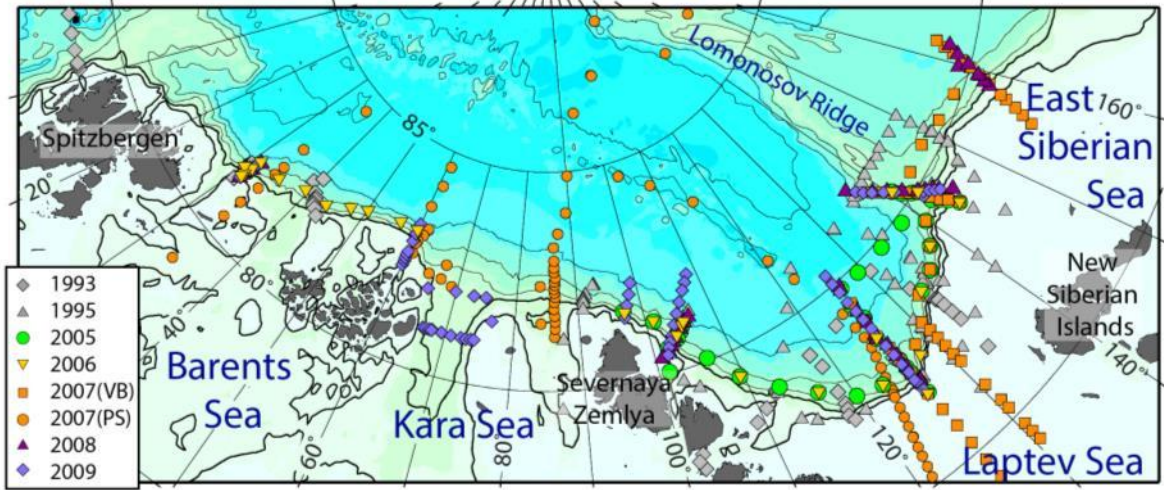 Lomonosov Ridge
East
Siberian
Sea
160°
Spitzbergen
85°
20°
New
Siberian
Islands
140°
80°
40°
Barents
Sea
60°
Kara Sea
80°
Severnaya
Zemlya
100°
120°
Laptev Sea
1993
1995
2005
2006
2007(VB)
2007(PS)
2008
2009